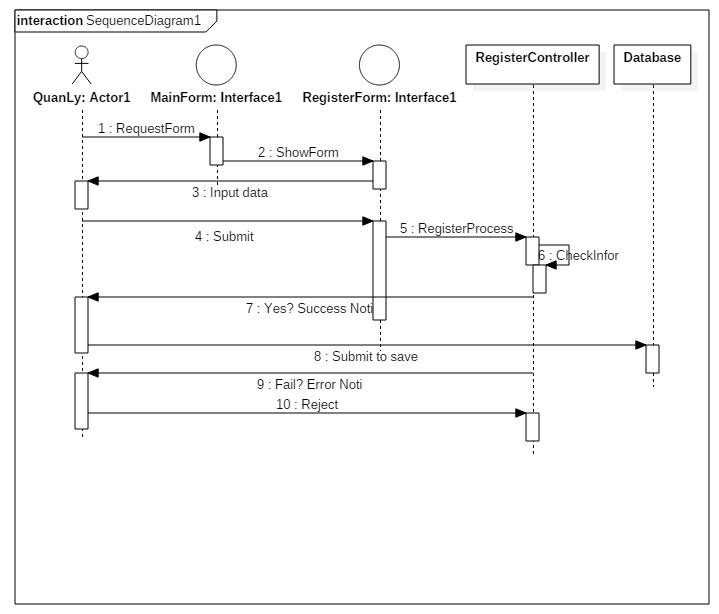 interaction SequenceDiagram1
QuanLy: Actor1
MainForm: Interface1
RegisterForm: Interface1
RegisterController
Database
1 : RequestForm
2 : ShowForm
3 : Input data
4 : Submit
5 : RegisterProcess
6 : CheckInfor
7 : Yes? Success Noti
8 : Submit to save
9 : Fail? Error Noti
10 : Reject